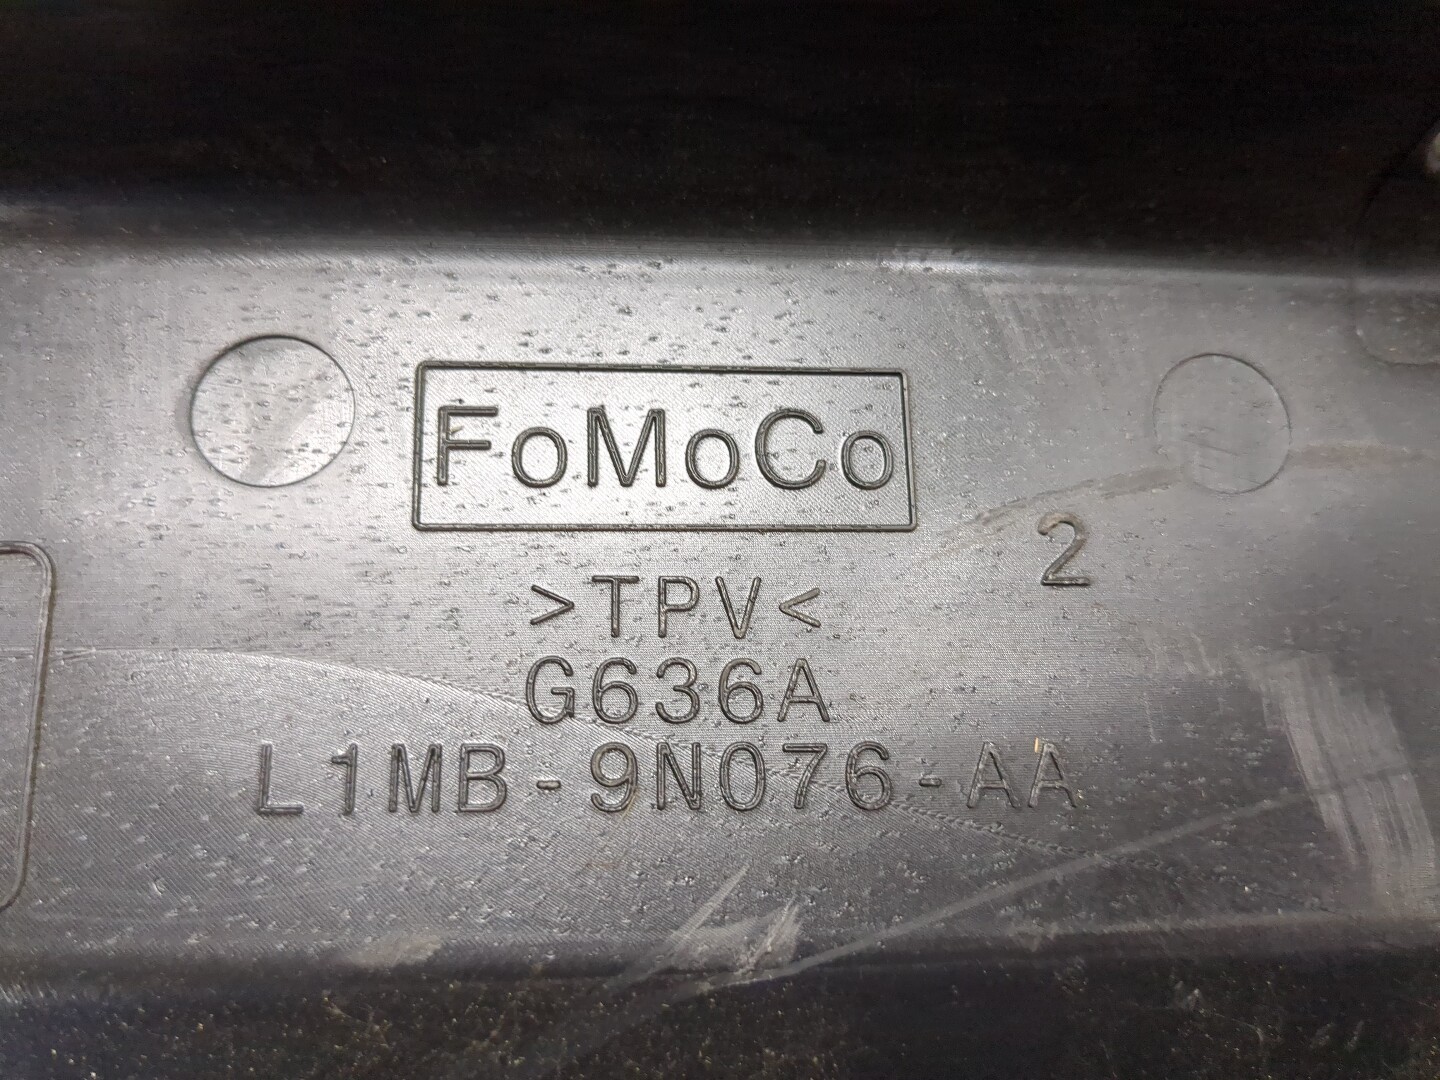 FoMoCo
2
>TPV<
G636A
L1MB-9N076-AA